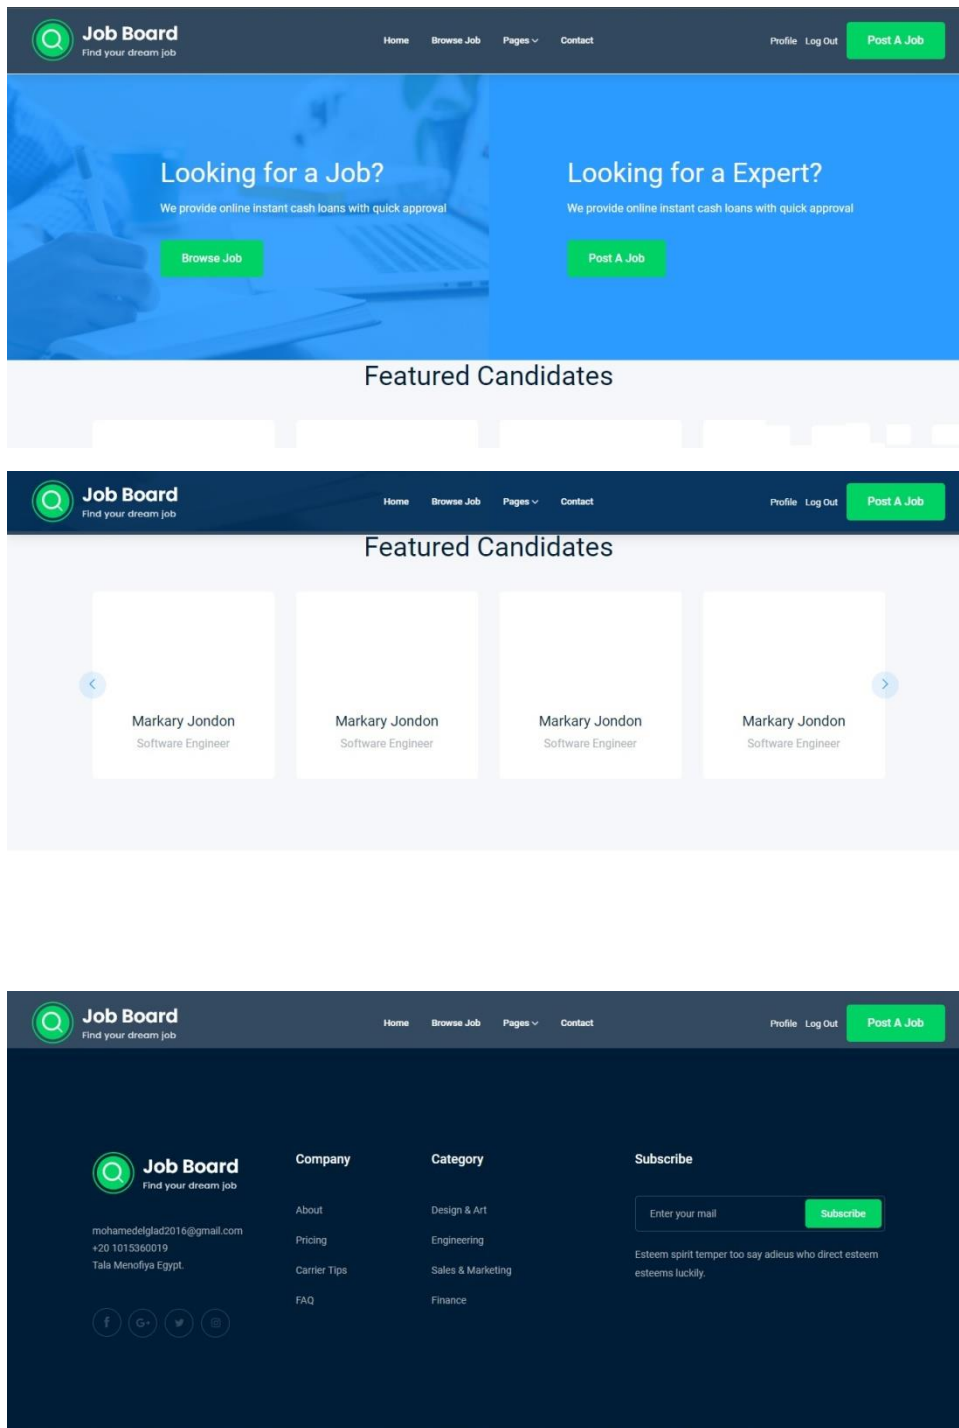 Job Board
Find your dream job
Home Browse Job Pages Contact
Profile Log Out Post A Job
Looking for a Job?
We provide online instant cash loans with quick approval
Browse Job
Looking for a Expert?
We provide online instant cash loans with quick approval
Post A Job
Featured Candidates
Job Board
Find your dream job
Home Browse Job Pages Contact
Profile Log Out Post A Job
Featured Candidates
Markary Jondon
Software Engineer
Markary Jondon
Software Engineer
Markary Jondon
Software Engineer
Markary Jondon
Software Engineer
Job Board
Find your dream job
Home Browse Job Pages Contact
Profile Log Out Post A Job
Job Board
Find your dream job
mohamedelglad2016@gmail.com
+20 1015360019
Tala Menofiya Egypt.
Company
About
Pricing
Carrier Tips
FAQ
Category
Design & Art
Engineering
Sales & Marketing
Finance
Subscribe
Enter your mail Subscribe
Esteem spirit temper too say adieus who direct esteem
esteems luckily.